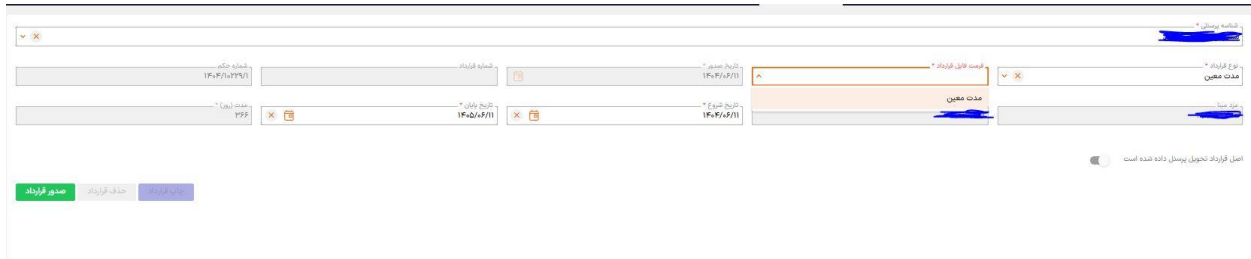 شناسه پرسنلی *
نوع قرارداد *
مدت معین
فرمت فایل قرارداد *
تاریخ صدور *
۱۴۰۴/۰۶/۱۱
شماره قرارداد
شماره حکم
۱۴۰۴/۱۰۲۲۹/۱
مدت معین
مزد مبنا
تاریخ شروع *
۱۴۰۴/۰۶/۱۱
تاریخ پایان *
۱۴۰۵/۰۶/۱۱
مدت (روز) *
۳۶۶
اصل قرارداد تحویل پرسنل داده شده است
چاپ قرارداد
حذف قرارداد
صدور قرارداد